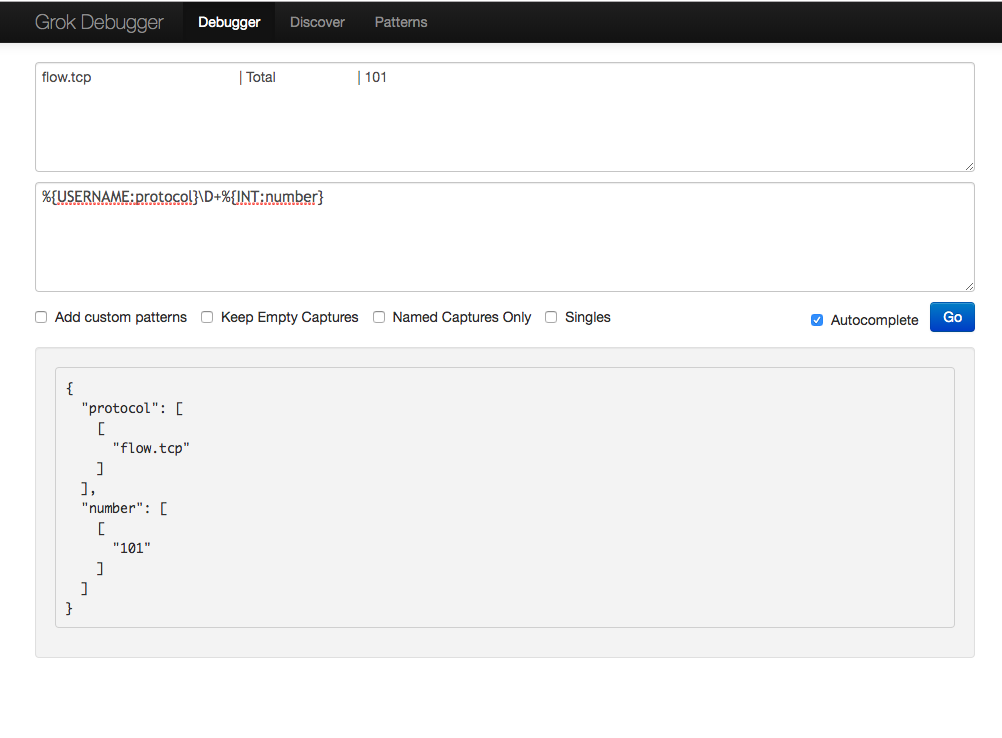 Grok Debugger Debugger Discover Patterns
flow.tcp | Total | 101
%{USERNAME:protocol}\D+%{INT:number}
Add custom patterns Keep Empty Captures Named Captures Only Singles Autocomplete Go
{
  "protocol": [
    [
      "flow.tcp"
    ]
  ],
  "number": [
    [
      "101"
    ]
  ]
}